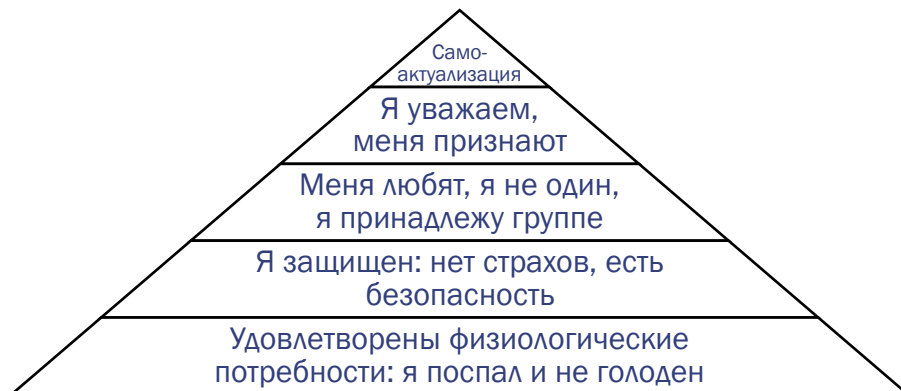 Само-
актуализация
Я уважаем,
меня признают
Меня любят, я не один,
я принадлежу группе
Я защищен: нет страхов, есть
безопасность
Удовлетворены физиологические
потребности: я поспал и не голоден